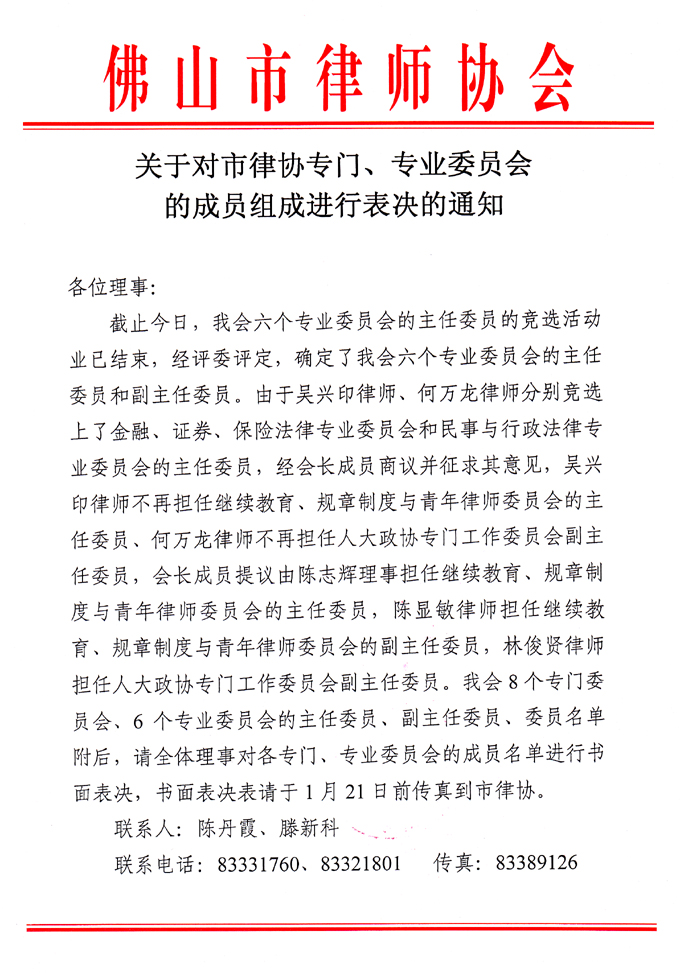 佛山市律师协会
关于对市律协专门、专业委员会
的成员组成进行表决的通知
各位理事：
截止今日，我会六个专业委员会的主任委员的竞选活动
业已结束，经评委评定，确定了我会六个专业委员会的主任
委员和副主任委员。由于吴兴印律师、何万龙律师分别竞选
上了金融、证券、保险法律专业委员会和民事与行政法律专
业委员会的主任委员，经会长成员商议并征求其意见，吴兴
印律师不再担任继续教育、规章制度与青年律师委员会的主
任委员、何万龙律师不再担任人大政协专门工作委员会副主
任委员，会长成员提议由陈志辉理事担任继续教育、规章制
度与青年律师委员会的主任委员，陈显敏律师担任继续教
育、规章制度与青年律师委员会的副主任委员，林俊贤律师
担任人大政协专门工作委员会副主任委员。我会8个专门委
员会、6 个专业委员会的主任委员、副主任委员、委员名单
附后，请全体理事对各专门、专业委员会的成员名单进行书
面表决，书面表决表请于1月21日前传真到市律协。
联系人：陈丹霞、滕新科
联系电话：83331760、83321801 传真：83389126